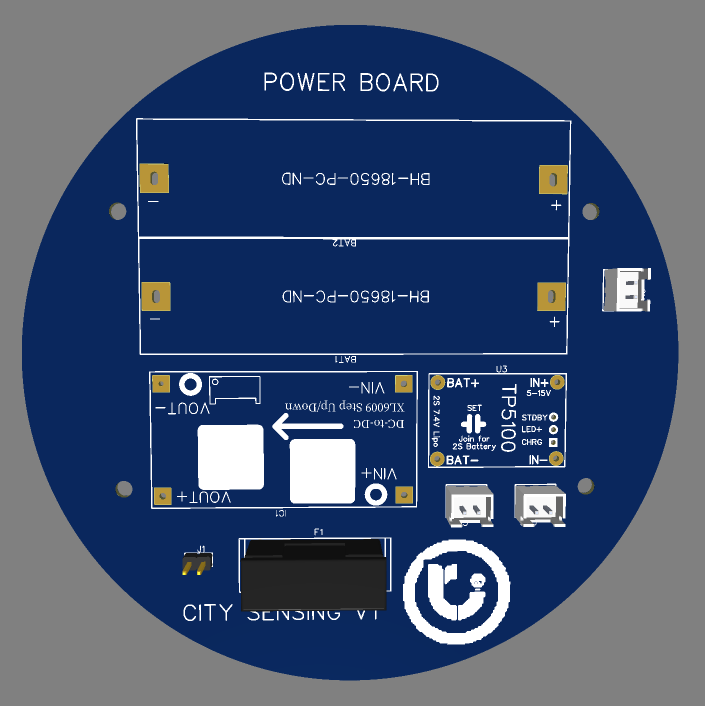 POWER BOARD
BH-18650-PC-ND
- +
BAT2
BH-18650-PC-ND
- +
BAT1
U3
VIN-
VOUT-
XL6009 Step Up/Down
DC-to-DC
VIN+
VOUT+
IC1
BAT+ IN+
5-15V
2S 7.4V Lipo
SET
TP5100
STDBY
LED+
CHRG
Join for
2S Battery
BAT- IN-
F1
J1
CITY SENSING V1